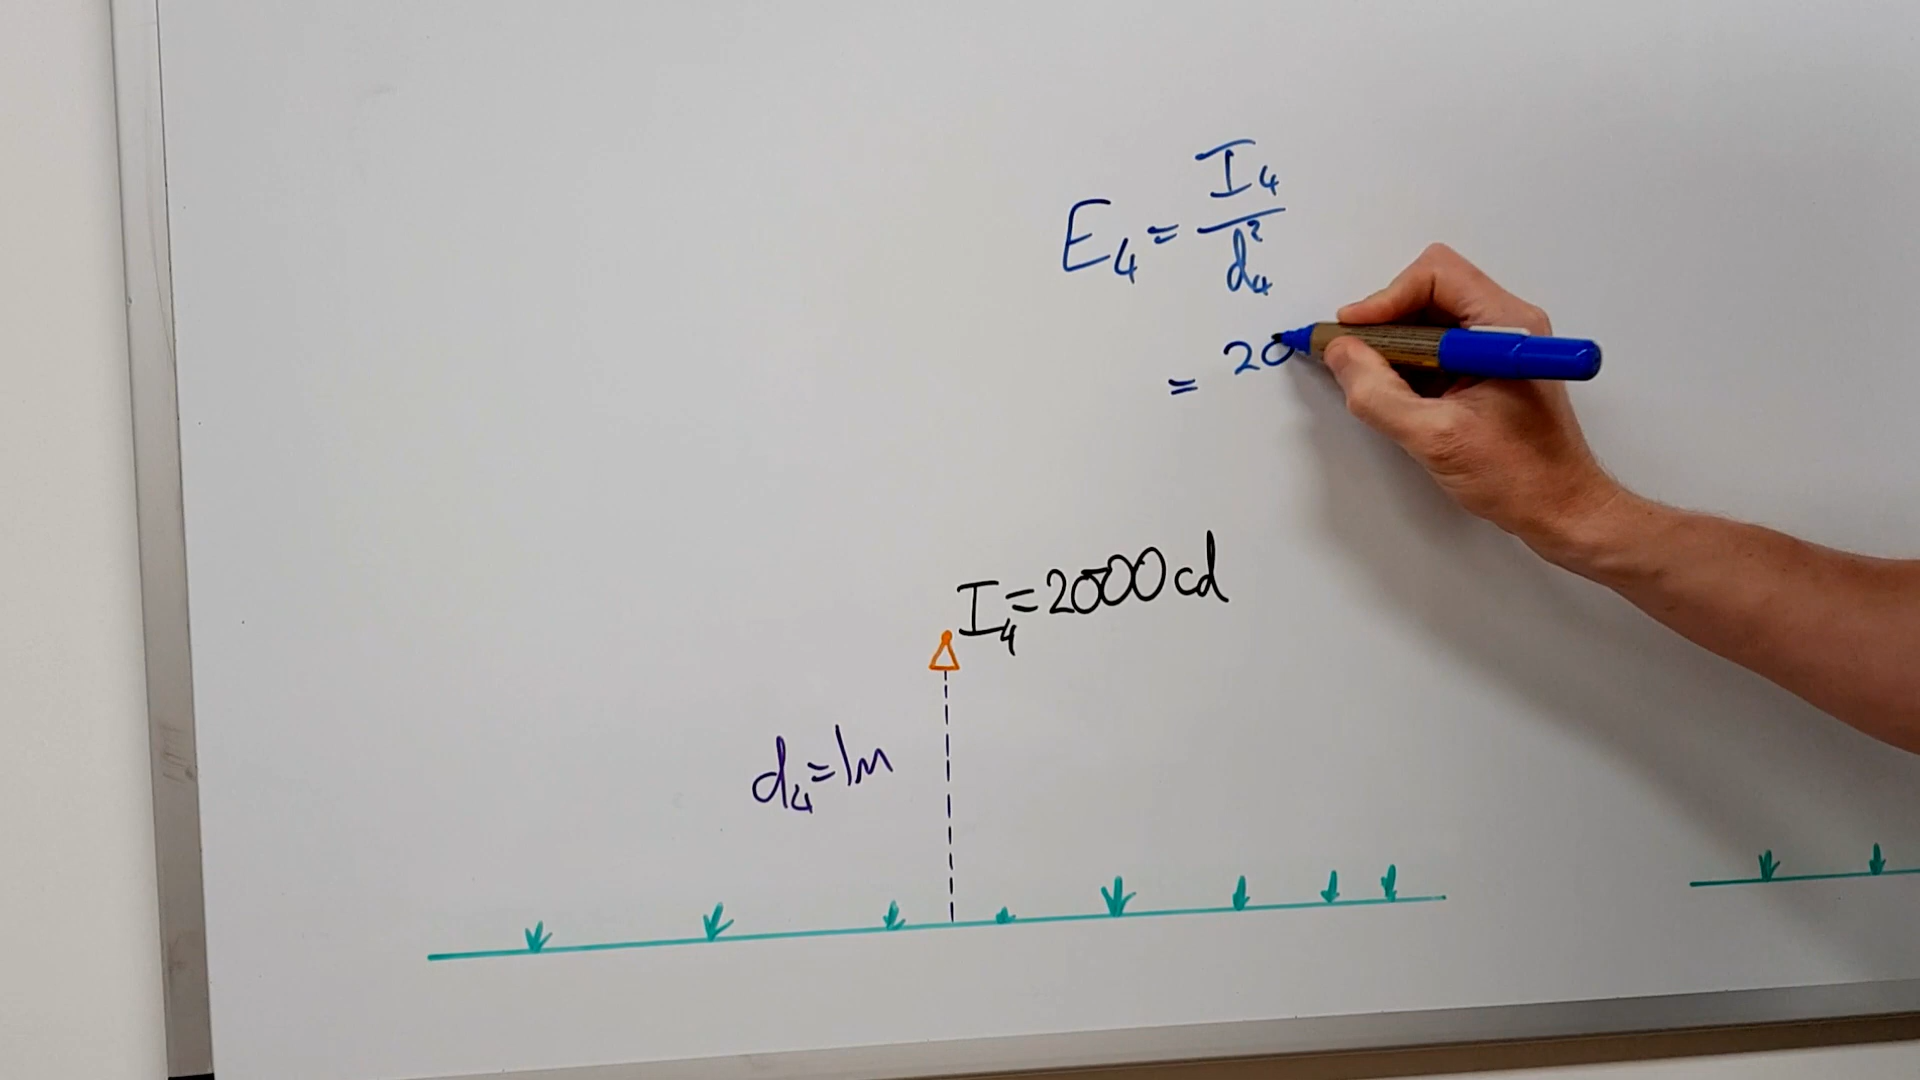 E₄ = I₄ / d₄²
= 20
I₄ = 2000 cd
d₄ = 1m